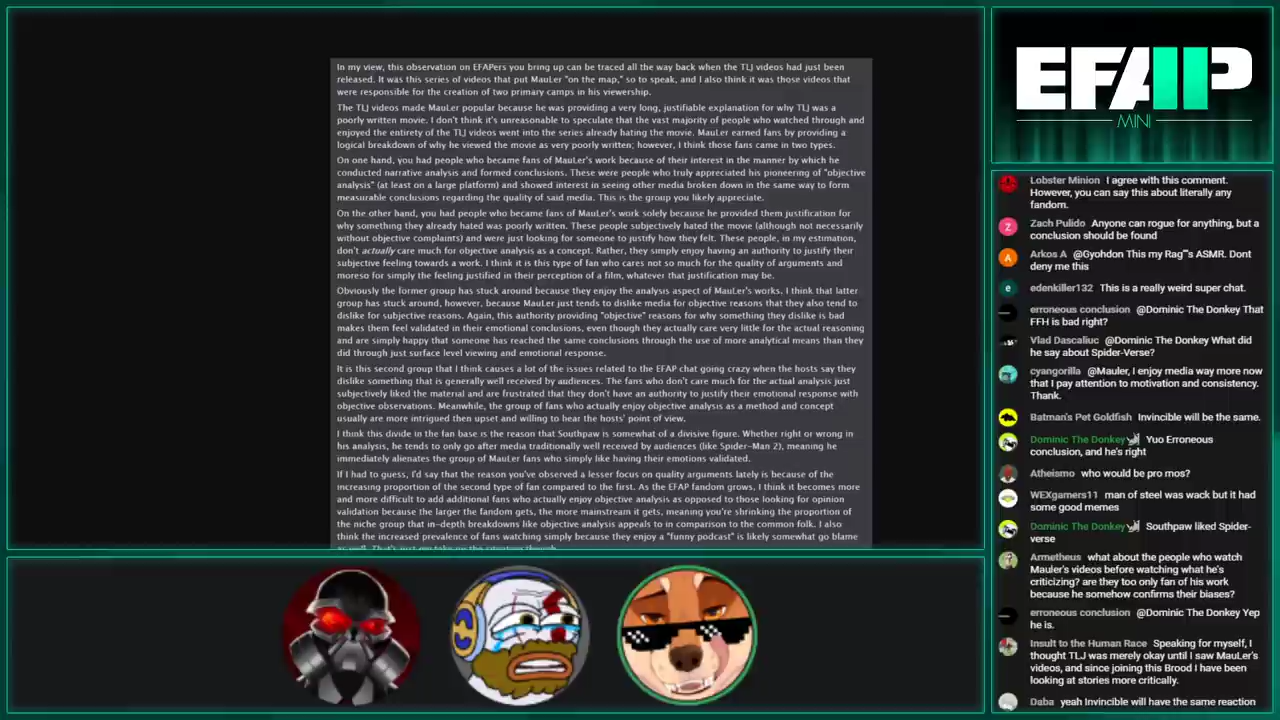 In my view, this observation on EFAPers you bring up can be traced all the way back when the TLJ videos had just been
released. It was this series of videos that put MauLer "on the map," so to speak, and I also think it was those videos that
were responsible for the creation of two primary camps in his viewership.
The TLJ videos made MauLer popular because he was providing a very long, justifiable explanation for why TLJ was a
poorly written movie. I don't think it's unreasonable to speculate that the vast majority of people who watched through and
enjoyed the entirety of the TLJ videos went into the series already hating the movie. MauLer earned fans by providing a
logical breakdown of why he viewed the movie as very poorly written; however, I think those fans came in two types.
On one hand, you had people who became fans of MauLer's work because of their interest in the manner by which he
conducted narrative analysis and formed conclusions. These were people who truly appreciated his pioneering of "objective
analysis" (at least on a large platform) and showed interest in seeing other media broken down in the same way to form
measurable conclusions regarding the quality of said media. This is the group you likely appreciate.
On the other hand, you had people who became fans of MauLer's work solely because he provided them justification for
why something they already hated was poorly written. These people subjectively hated the movie (although not necessarily
without objective complaints) and were just looking for someone to justify how they felt. These people, in my estimation,
don't actually care much for objective analysis as a concept. Rather, they simply enjoy having an authority to justify their
subjective feeling towards a work. I think it is this type of fan who cares not so much for the quality of arguments and
moreso for simply the feeling justified in their perception of a film, whatever that justification may be.
Obviously the former group has stuck around because they enjoy the analysis aspect of MauLer's works. I think that latter
group has stuck around, however, because MauLer just tends to dislike media for objective reasons that they also tend to
dislike for subjective reasons. Again, this authority providing "objective" reasons for why something they dislike is bad
makes them feel validated in their emotional conclusions, even though they actually care very little for the actual reasoning
and are simply happy that someone has reached the same conclusions through the use of more analytical means than they
did through just surface level viewing and emotional response.
It is this second group that I think causes a lot of the issues related to the EFAP chat going crazy when the hosts say they
dislike something that is generally well received by audiences. The fans who don't care much for the actual analysis just
subjectively liked the material and are frustrated that they don't have an authority to justify their emotional response with
objective observations. Meanwhile, the group of fans who actually enjoy objective analysis as a method and concept
usually are more intrigued then upset and willing to hear the hosts' point of view.
I think this divide in the fan base is the reason that Southpaw is somewhat of a divisive figure. Whether right or wrong in
his analysis, he tends to only go after media traditionally well received by audiences (like Spider-Man 2), meaning he
immediately alienates the group of MauLer fans who simply like having their emotions validated.
If I had to guess, I'd say that the reason you've observed a lesser focus on quality arguments lately is because of the
increasing proportion of the second type of fan compared to the first. As the EFAP fandom grows, I think it becomes more
and more difficult to add additional fans who actually enjoy objective analysis as opposed to those looking for opinion
validation because the larger the fandom gets, the more mainstream it gets, meaning you're shrinking the proportion of
the niche group that in-depth breakdowns like objective analysis appeals to in comparison to the common folk. I also
think the increased prevalence of fans watching simply because they enjoy a "funny podcast" is likely somewhat go blame
as well. That's just my take on the situation though.
EFAP
MINI
Lobster Minion I agree with this comment.
However, you can say this about literally any
fandom.
Zach Pulido Anyone can rogue for anything, but a
conclusion should be found
Arkos A @Gyohdon This my Rag™s ASMR. Dont
deny me this
edenkiller132 This is a really weird super chat.
erroneous conclusion @Dominic The Donkey That
FFH is bad right?
Vlad Dascaliuc @Dominic The Donkey What did
he say about Spider-Verse?
cyangorilla @Mauler, I enjoy media way more now
that I pay attention to motivation and consistency.
Thank.
Batman's Pet Goldfish Invincible will be the same.
Dominic The Donkey Yuo Erroneous
conclusion, and he's right
Atheismo who would be pro mos?
WEXgamers11 man of steel was wack but it had
some good memes
Dominic The Donkey Southpaw liked Spider-
verse
Armetheus what about the people who watch
Mauler's videos before watching what he's
criticizing? are they too only fan of his work
because he somehow confirms their biases?
erroneous conclusion @Dominic The Donkey Yep
he is.
Insult to the Human Race Speaking for myself, I
thought TLJ was merely okay until I saw MauLer's
videos, and since joining this Brood I have been
looking at stories more critically.
Daba yeah Invincible will have the same reaction